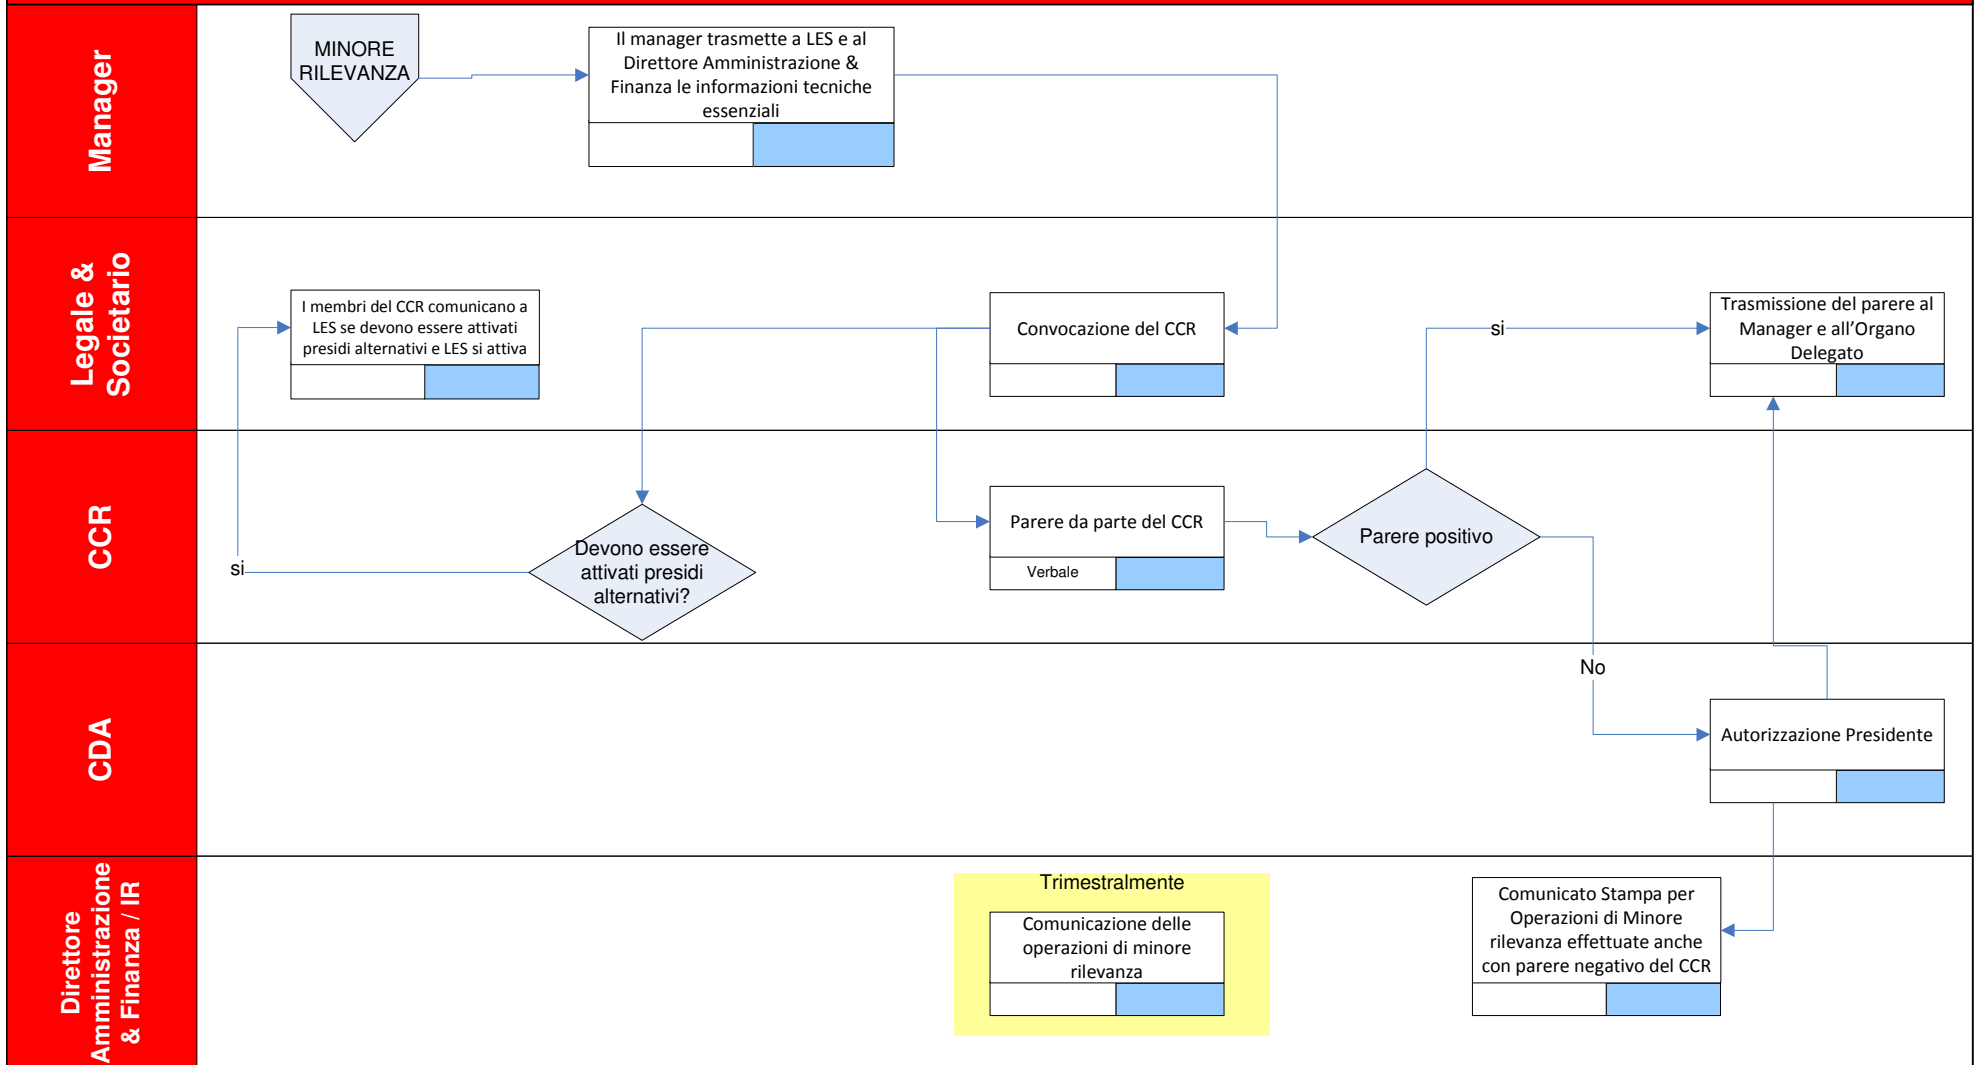 Manager
MINORE
RILEVANZA
Il manager trasmette a LES e al
Direttore Amministrazione &
Finanza le informazioni tecniche
essenziali
Legale &
Societario
I membri del CCR comunicano a
LES se devono essere attivati
presidi alternativi e LES si attiva
Convocazione del CCR
si
Trasmissione del parere al
Manager e all’Organo
Delegato
CCR
si
Devono essere
attivati presidi
alternativi?
Parere da parte del CCR
Verbale
Parere positivo
CDA
No
Autorizzazione Presidente
Direttore
Amministrazione
& Finanza / IR
Trimestralmente
Comunicazione delle
operazioni di minore
rilevanza
Comunicato Stampa per
Operazioni di Minore
rilevanza effettuate anche
con parere negativo del CCR